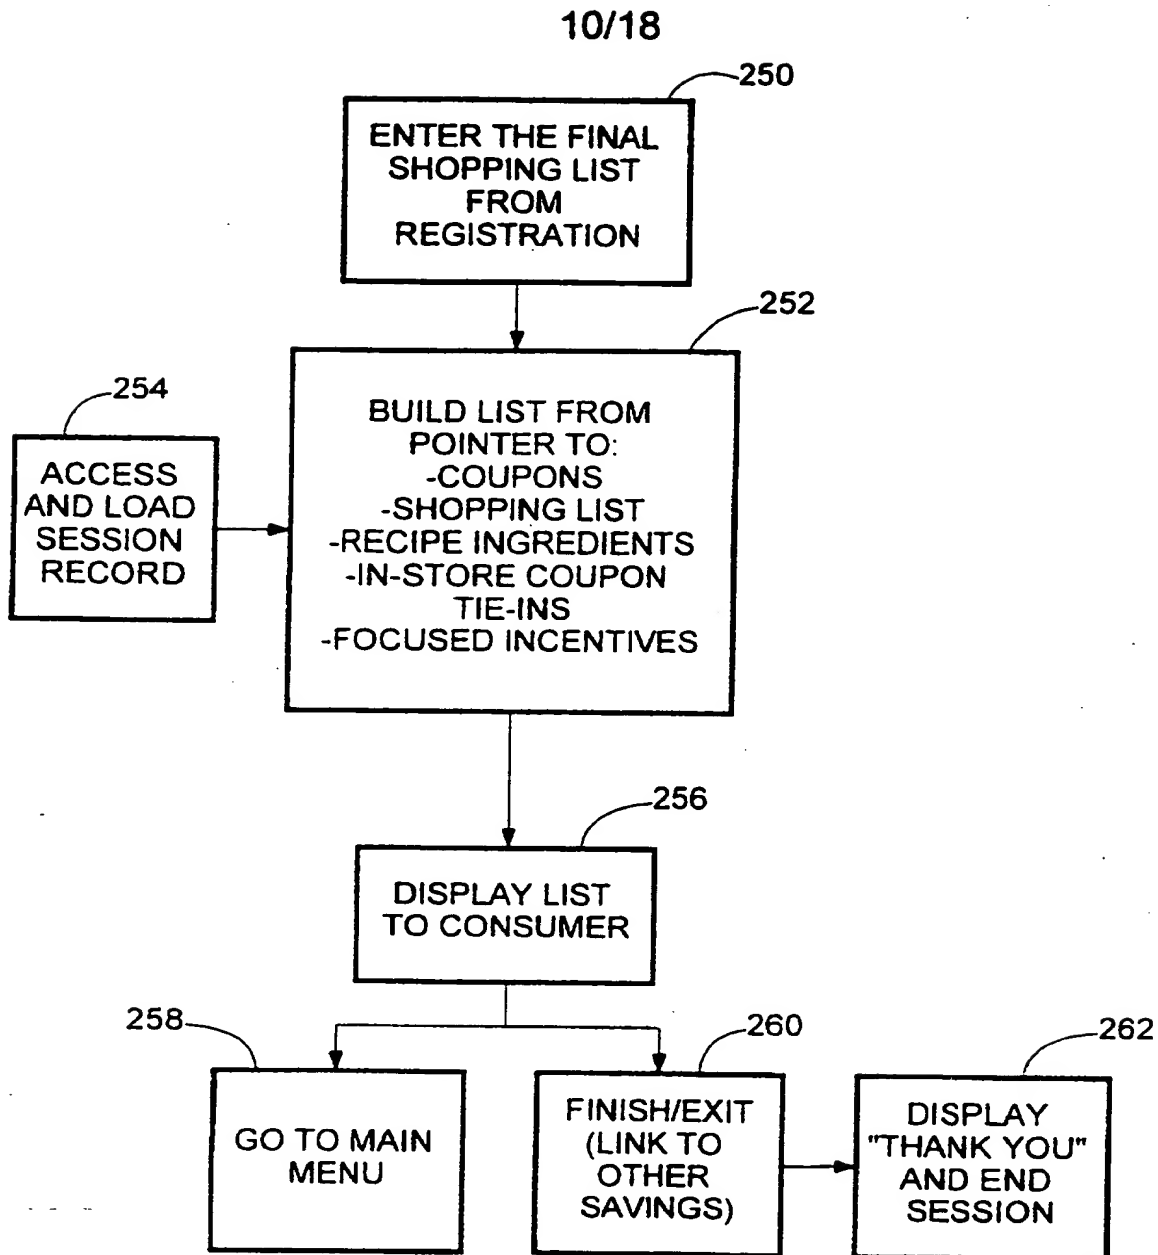 10/18
250
ENTER THE FINAL
SHOPPING LIST
FROM
REGISTRATION
252
BUILD LIST FROM
POINTER TO:
-COUPONS
-SHOPPING LIST
-RECIPE INGREDIENTS
-IN-STORE COUPON
TIE-INS
-FOCUSED INCENTIVES
254
ACCESS
AND LOAD
SESSION
RECORD
256
DISPLAY LIST
TO CONSUMER
258
GO TO MAIN
MENU
260
FINISH/EXIT
(LINK TO
OTHER
SAVINGS)
262
DISPLAY
"THANK YOU"
AND END
SESSION